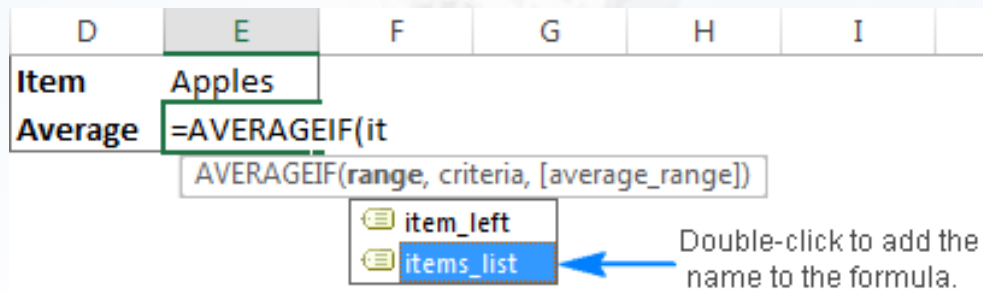 D E F G H I
Item Apples
Average =AVERAGEIF(it
AVERAGEIF(range, criteria, [average_range])
item_left
items_list
Double-click to add the
name to the formula.